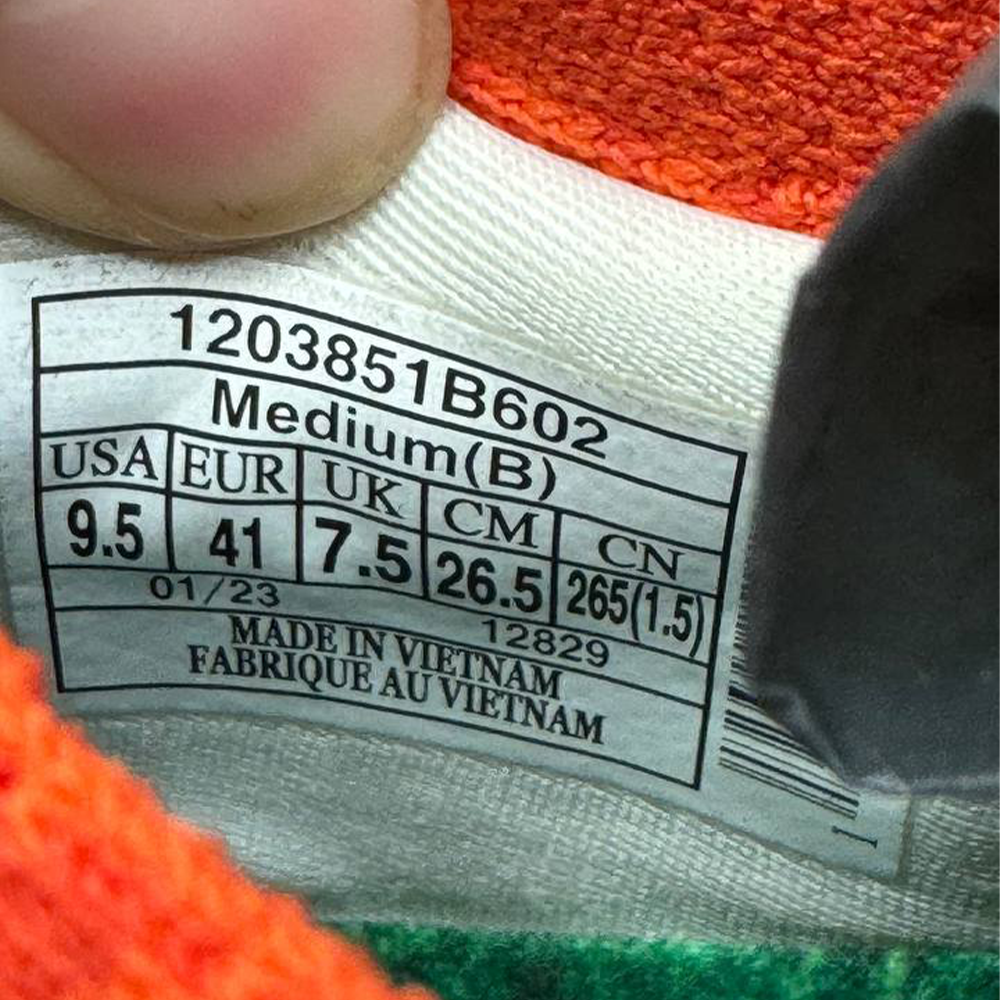 1203851B602
Medium(B)
USA EUR UK CM CN
9.5 41 7.5 26.5 265(1.5)
01/23 12829
MADE IN VIETNAM
FABRIQUE AU VIETNAM